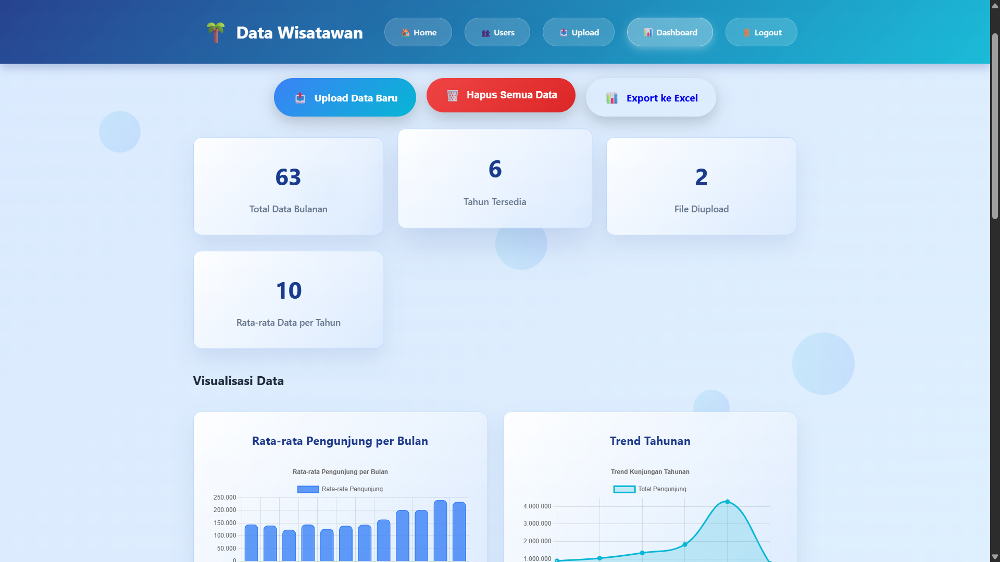 Data Wisatawan
Home
Users
Upload
Dashboard
Logout
Upload Data Baru
Hapus Semua Data
Export ke Excel
63
Total Data Bulanan
6
Tahun Tersedia
2
File Diupload
10
Rata-rata Data per Tahun
Visualisasi Data
Rata-rata Pengunjung per Bulan
Rata-rata Pengunjung per Bulan
Rata-rata Pengunjung
250.000
200.000
150.000
100.000
50.000
0
Trend Tahunan
Trend Kunjungan Tahunan
Total Pengunjung
4.000.000
3.000.000
2.000.000
1.000.000